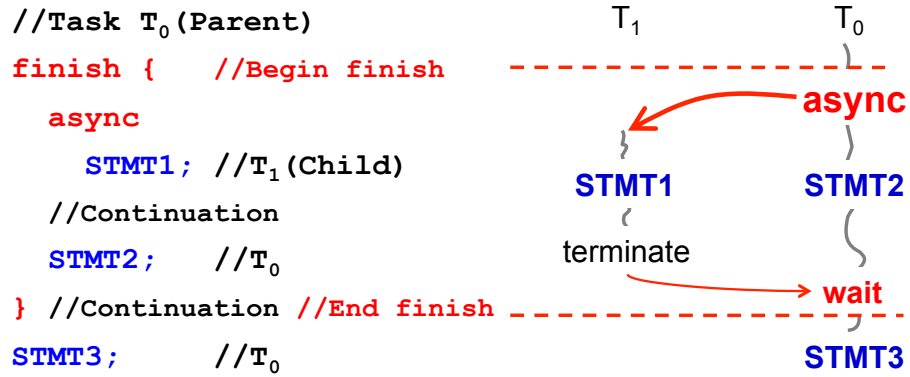 //Task T₀(Parent)
finish {    //Begin finish
async
STMT1; //T₁(Child)
//Continuation
STMT2;    //T₀
} //Continuation //End finish
STMT3;    //T₀
T₁ T₀
async
STMT1 STMT2
terminate
wait
STMT3